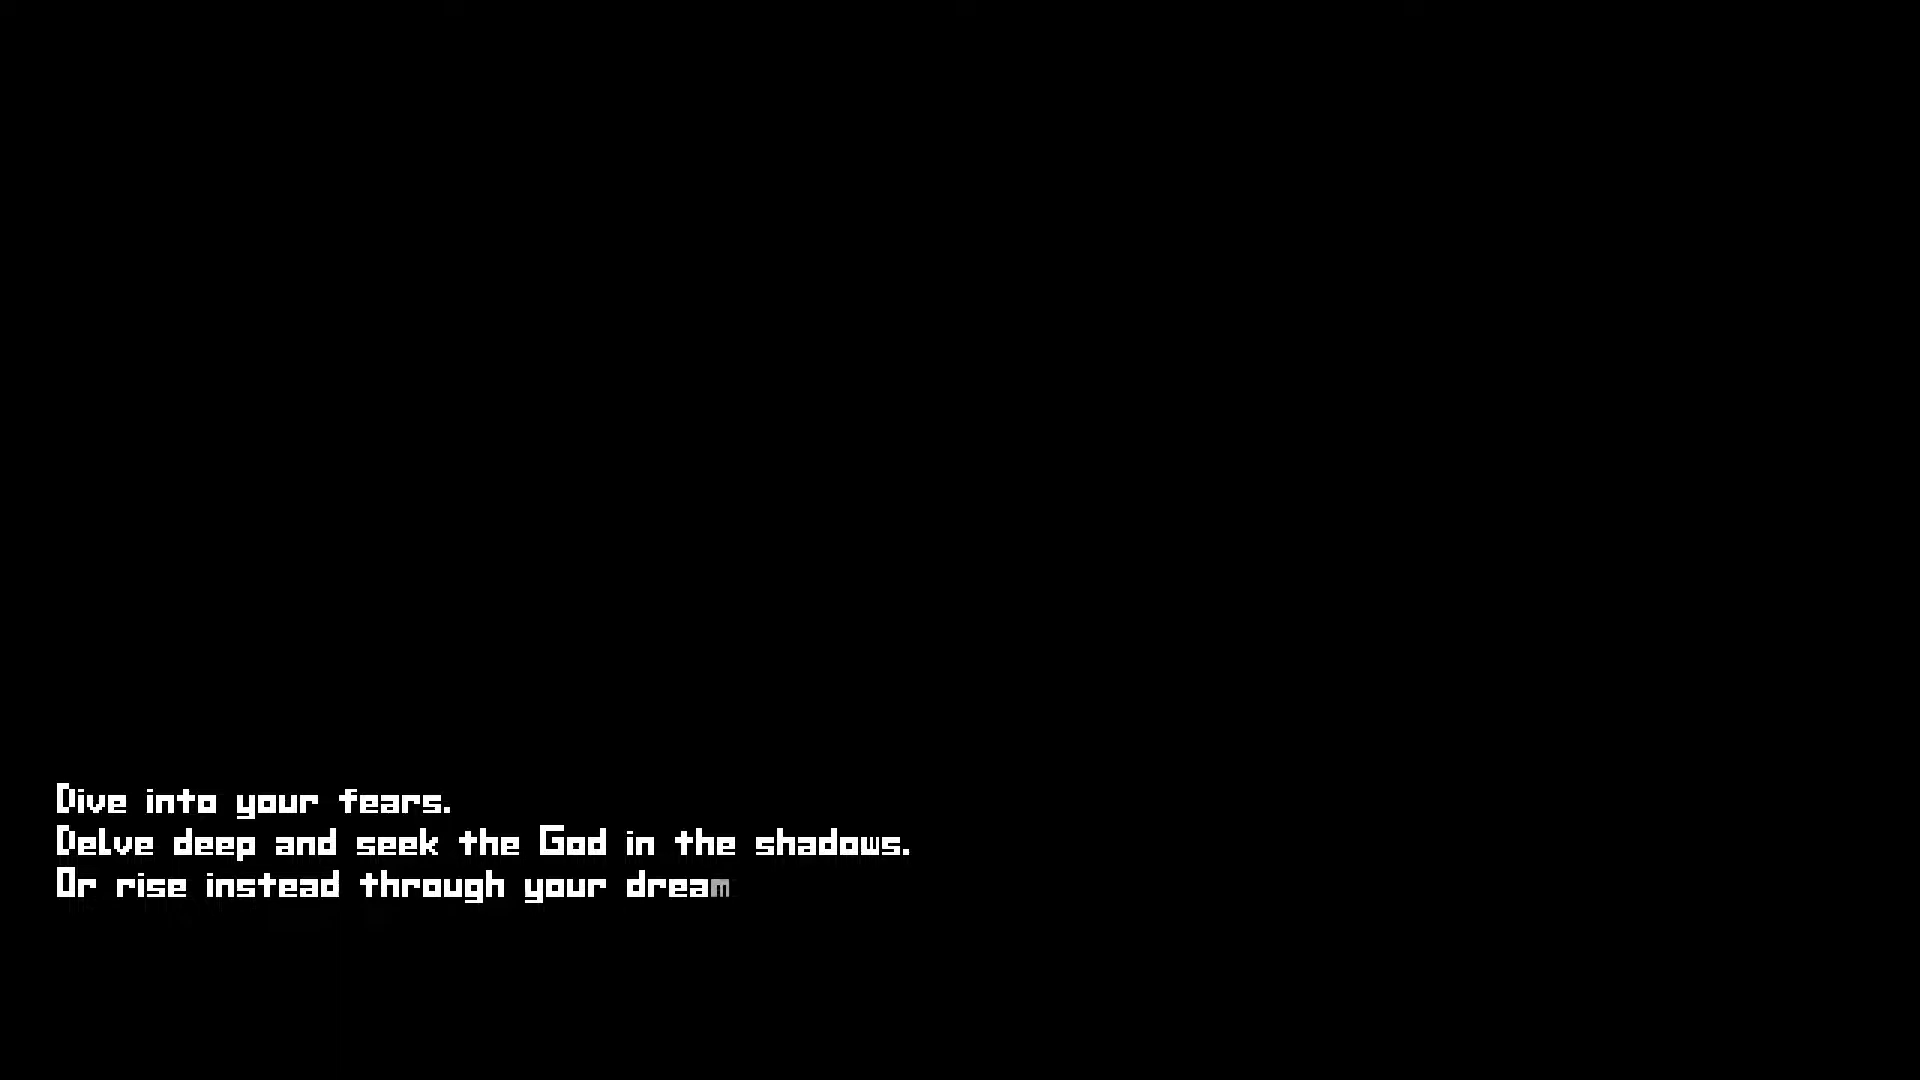 Dive into your fears.
Delve deep and seek the God in the shadows.
Or rise instead through your dream